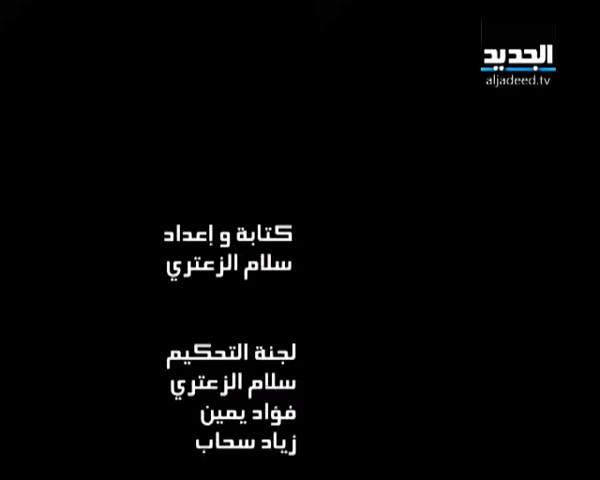 الجديد
aljadeed.tv
كتابة و إعداد
سلام الزعتري
لجنة التحكيم
سلام الزعتري
فؤاد يمين
زياد سحاب